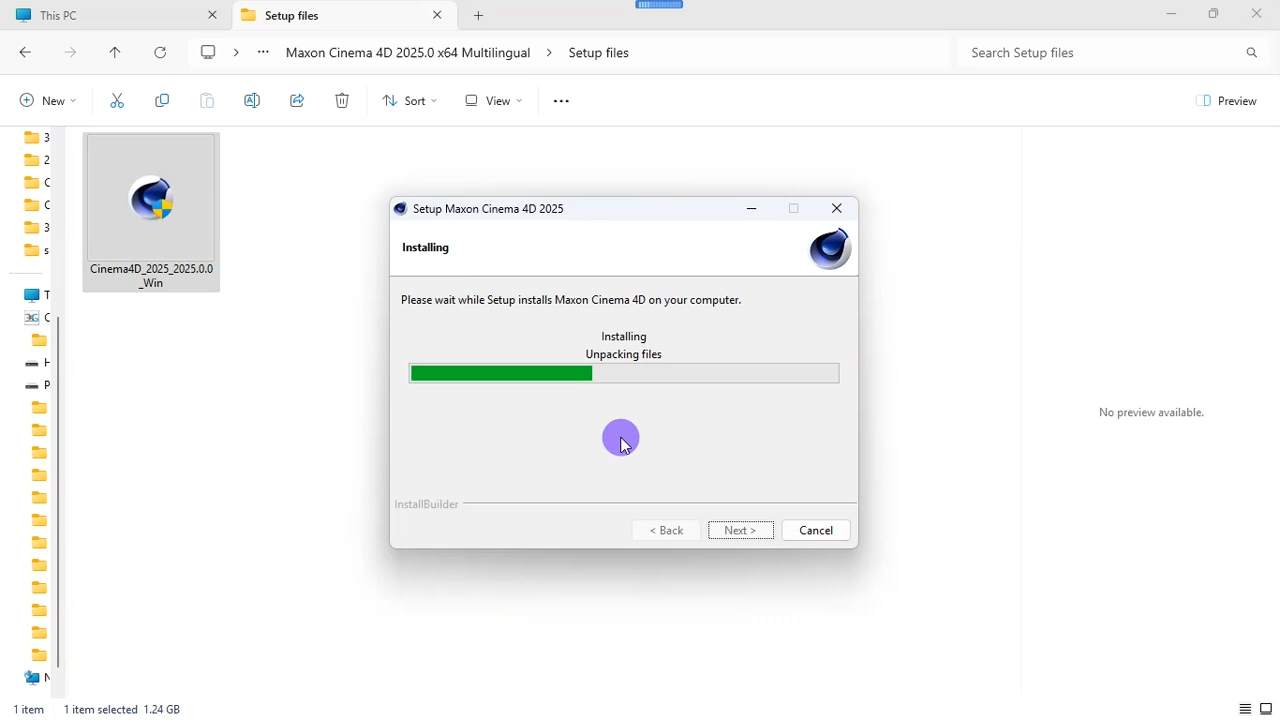 This PC
Setup files
Maxon Cinema 4D 2025.0 x64 Multilingual
Setup files
Search Setup files
New
Sort
View
Preview
Cinema4D_2025_2025.0.0
_Win
Setup Maxon Cinema 4D 2025
Installing
Please wait while Setup installs Maxon Cinema 4D on your computer.
Installing
Unpacking files
InstallBuilder
< Back
Next >
Cancel
No preview available.
1 item
1 item selected 1.24 GB